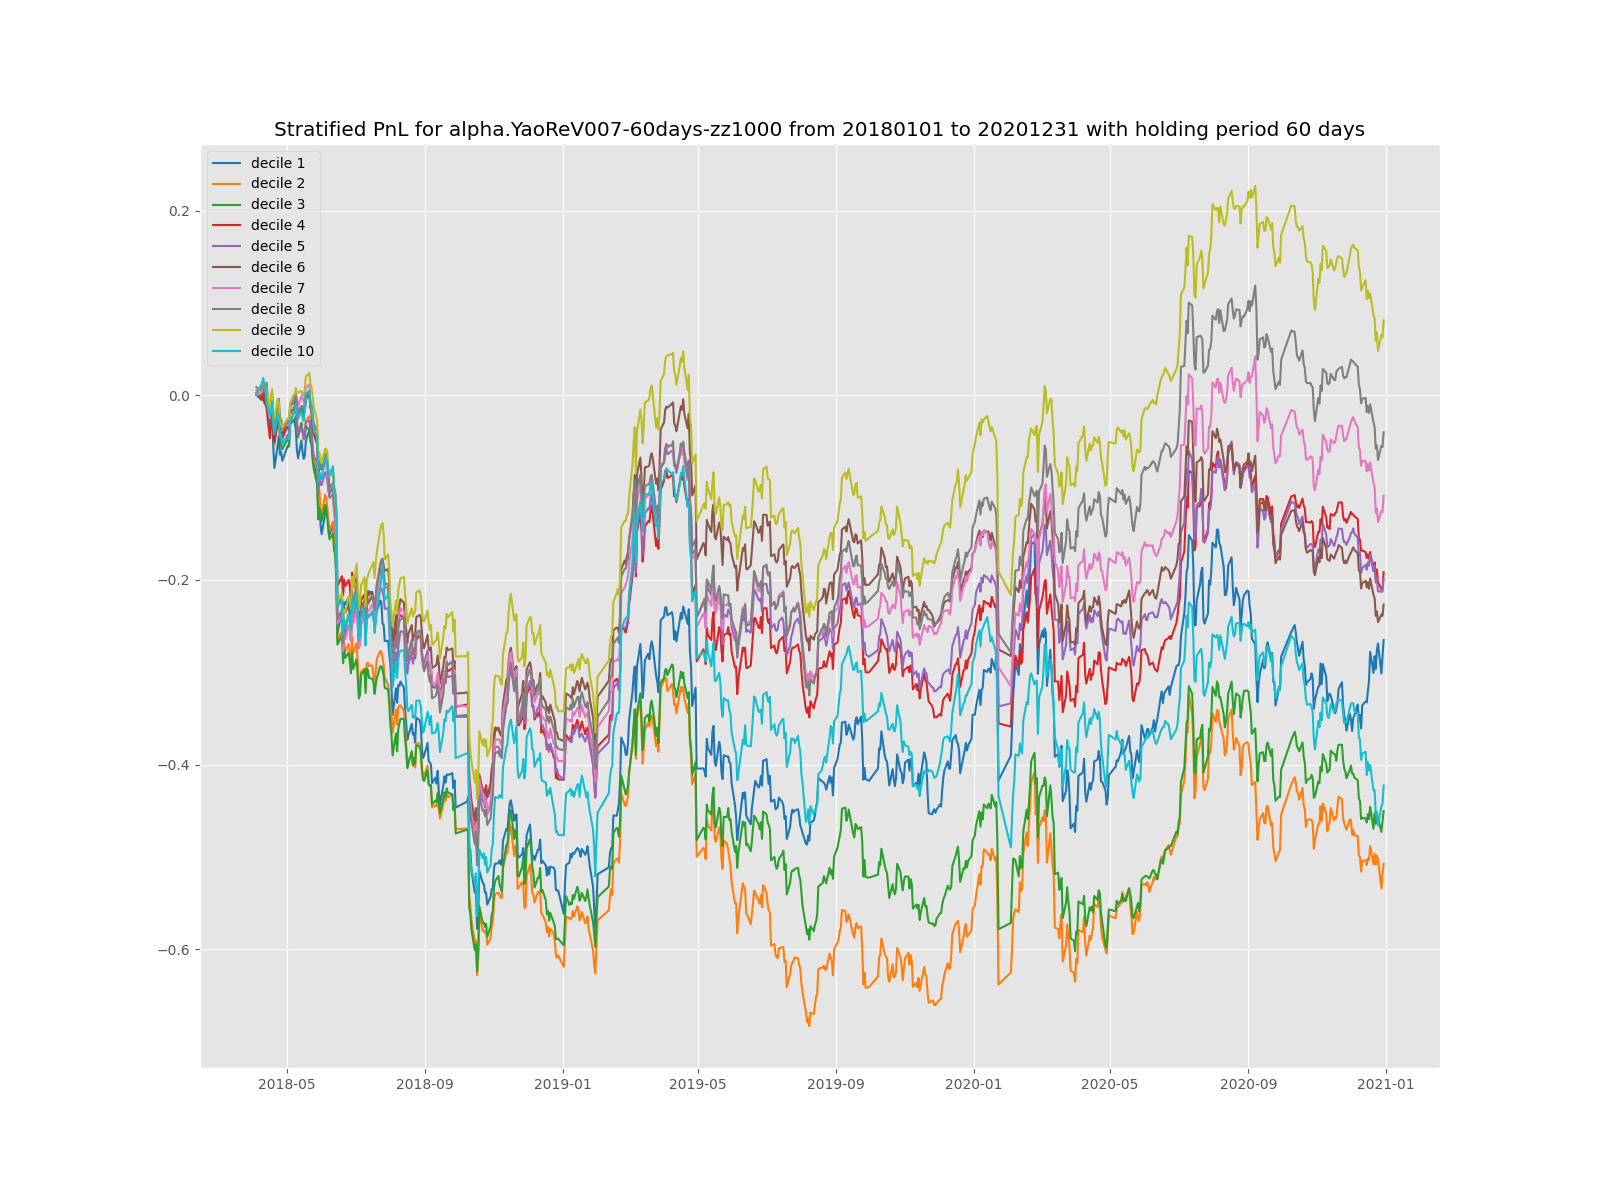 Stratified PnL for alpha.YaoReV007-60days-zz1000 from 20180101 to 20201231 with holding period 60 days
decile 1
decile 2
decile 3
decile 4
decile 5
decile 6
decile 7
decile 8
decile 9
decile 10
0.2
0.0
−0.2
−0.4
−0.6
2018-05 2018-09 2019-01 2019-05 2019-09 2020-01 2020-05 2020-09 2021-01